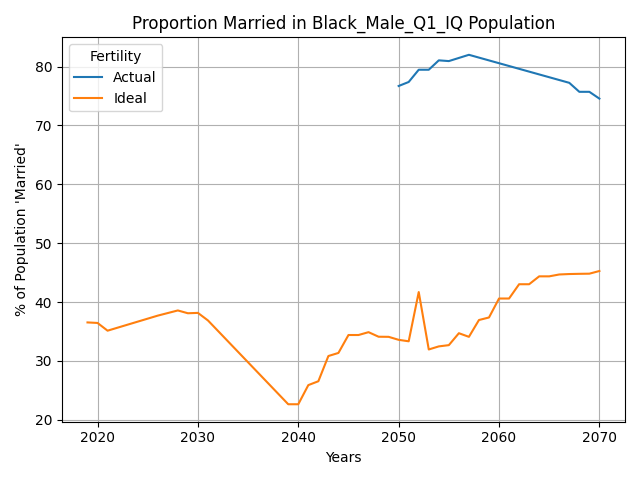 Proportion Married in Black_Male_Q1_IQ Population
Fertility
Actual
Ideal
% of Population 'Married'
80
70
60
50
40
30
20
2020 2030 2040 2050 2060 2070
Years